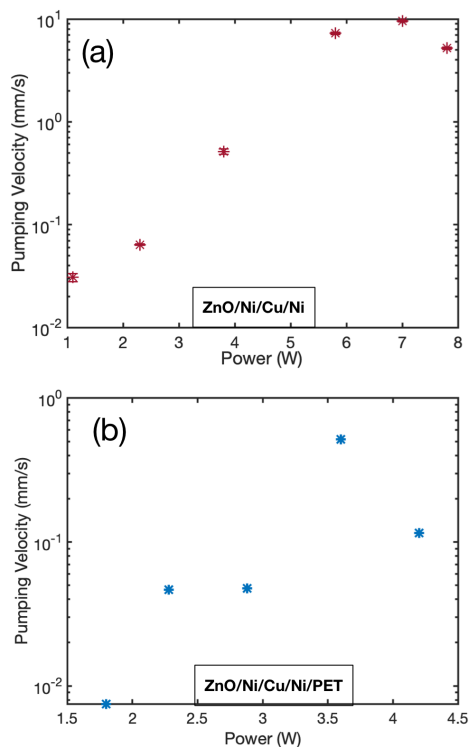 (a)
Pumping Velocity (mm/s)
10^1
10^0
10^-1
10^-2
ZnO/Ni/Cu/Ni
1 2 3 4 5 6 7 8
Power (W)
(b)
Pumping Velocity (mm/s)
10^0
10^-1
10^-2
ZnO/Ni/Cu/Ni/PET
1.5 2 2.5 3 3.5 4 4.5
Power (W)